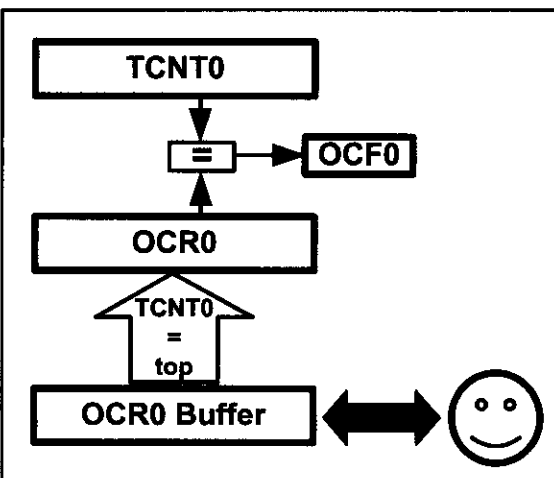 TCNT0
=
OCF0
OCR0
TCNT0
=
top
OCR0 Buffer